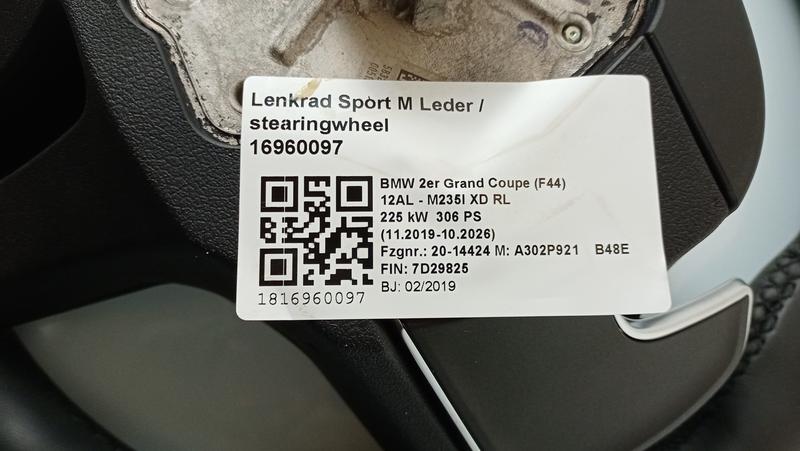 Lenkrad Sport M Leder /
stearingwheel
16960097
BMW 2er Grand Coupe (F44)
12AL - M235I XD RL
225 kW 306 PS
(11.2019-10.2026)
Fzgnr.: 20-14424 M: A302P921 B48E
FIN: 7D29825
BJ: 02/2019
1816960097